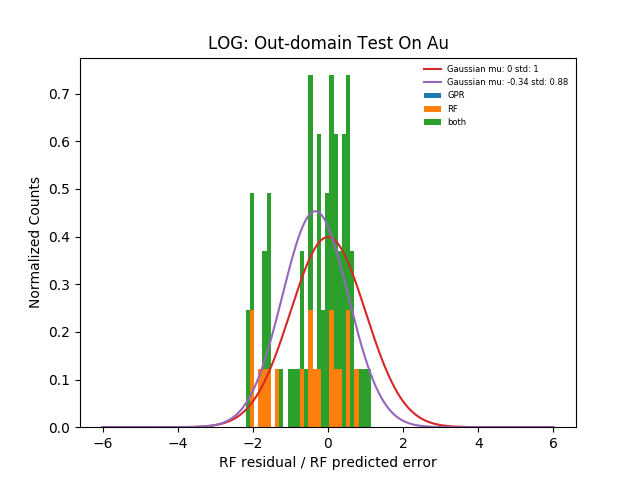 LOG: Out-domain Test On Au
Normalized Counts
0.7
0.6
0.5
0.4
0.3
0.2
0.1
0.0
Gaussian mu: 0 std: 1
Gaussian mu: -0.34 std: 0.88
GPR
RF
both
−6 −4 −2 0 2 4 6
RF residual / RF predicted error